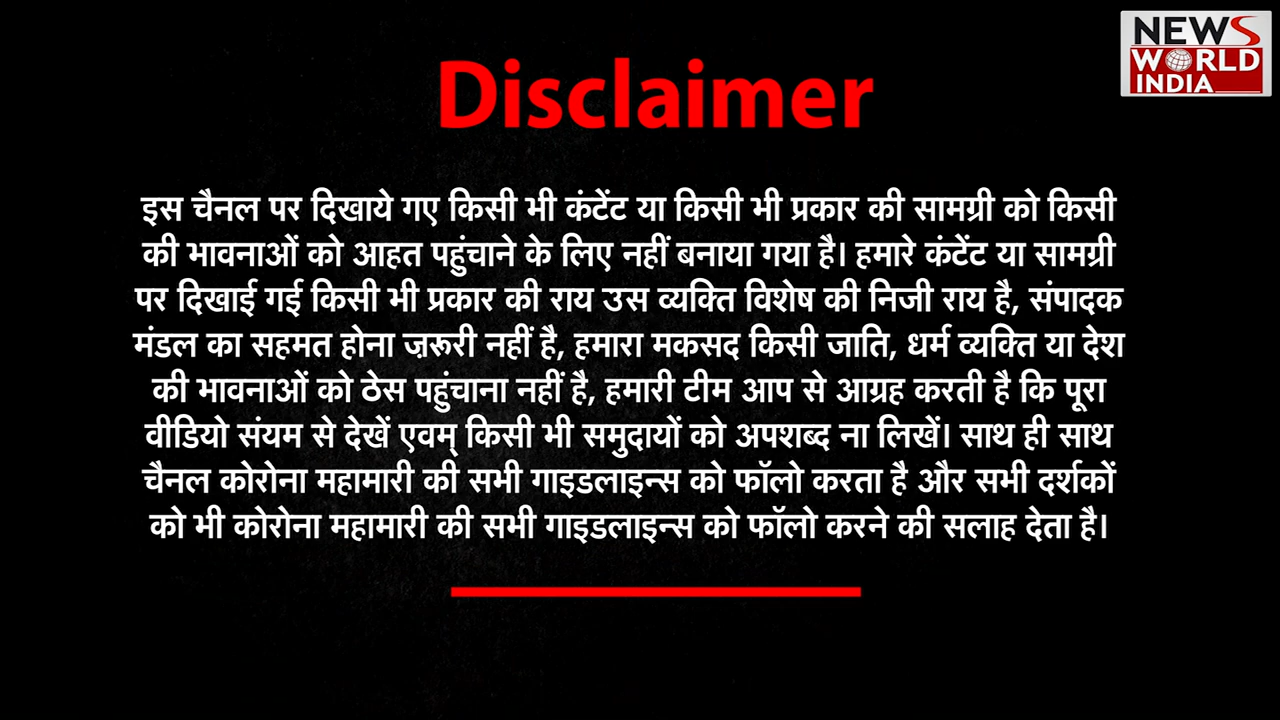 NEWS
WORLD
INDIA
Disclaimer
इस चैनल पर दिखाये गए किसी भी कंटेंट या किसी भी प्रकार की सामग्री को किसी
की भावनाओं को आहत पहुंचाने के लिए नहीं बनाया गया है। हमारे कंटेंट या सामग्री
पर दिखाई गई किसी भी प्रकार की राय उस व्यक्ति विशेष की निजी राय है, संपादक
मंडल का सहमत होना ज़रूरी नहीं है, हमारा मकसद किसी जाति, धर्म व्यक्ति या देश
की भावनाओं को ठेस पहुंचाना नहीं है, हमारी टीम आप से आग्रह करती है कि पूरा
वीडियो संयम से देखें एवम् किसी भी समुदायों को अपशब्द ना लिखें। साथ ही साथ
चैनल कोरोना महामारी की सभी गाइडलाइन्स को फॉलो करता है और सभी दर्शकों
को भी कोरोना महामारी की सभी गाइडलाइन्स को फॉलो करने की सलाह देता है।